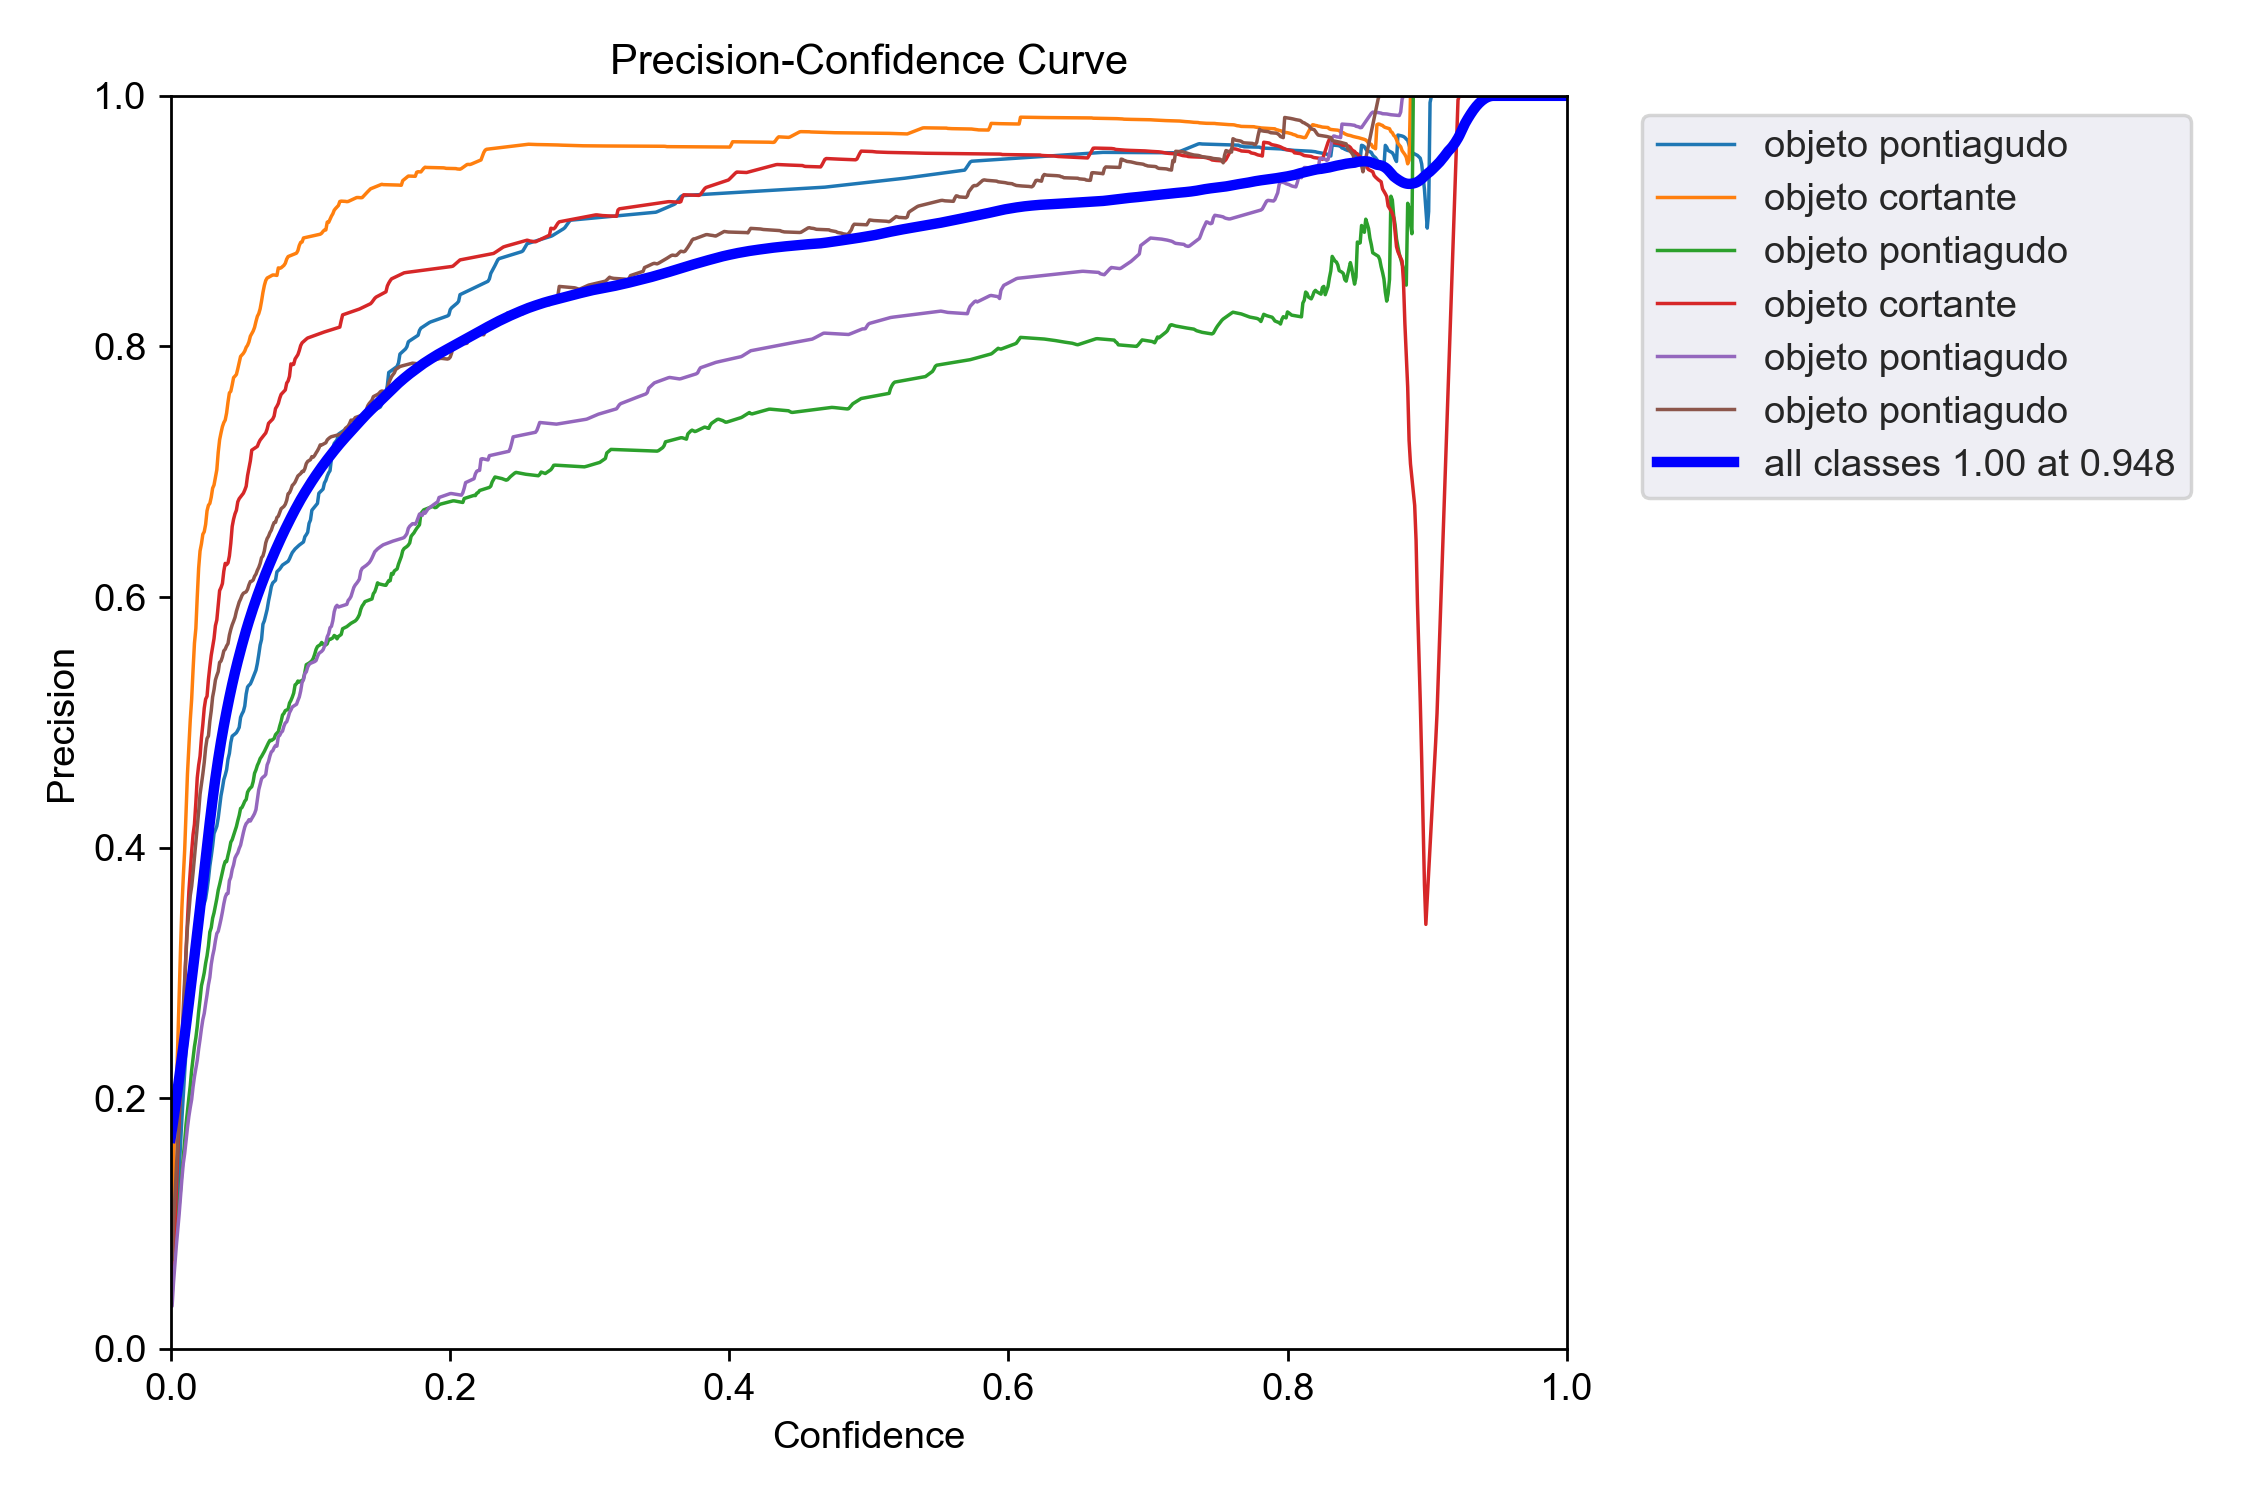 Precision-Confidence Curve
1.0
0.8
0.6
0.4
0.2
0.0
Precision
0.0 0.2 0.4 0.6 0.8 1.0
Confidence
objeto pontiagudo
objeto cortante
objeto pontiagudo
objeto cortante
objeto pontiagudo
objeto pontiagudo
all classes 1.00 at 0.948